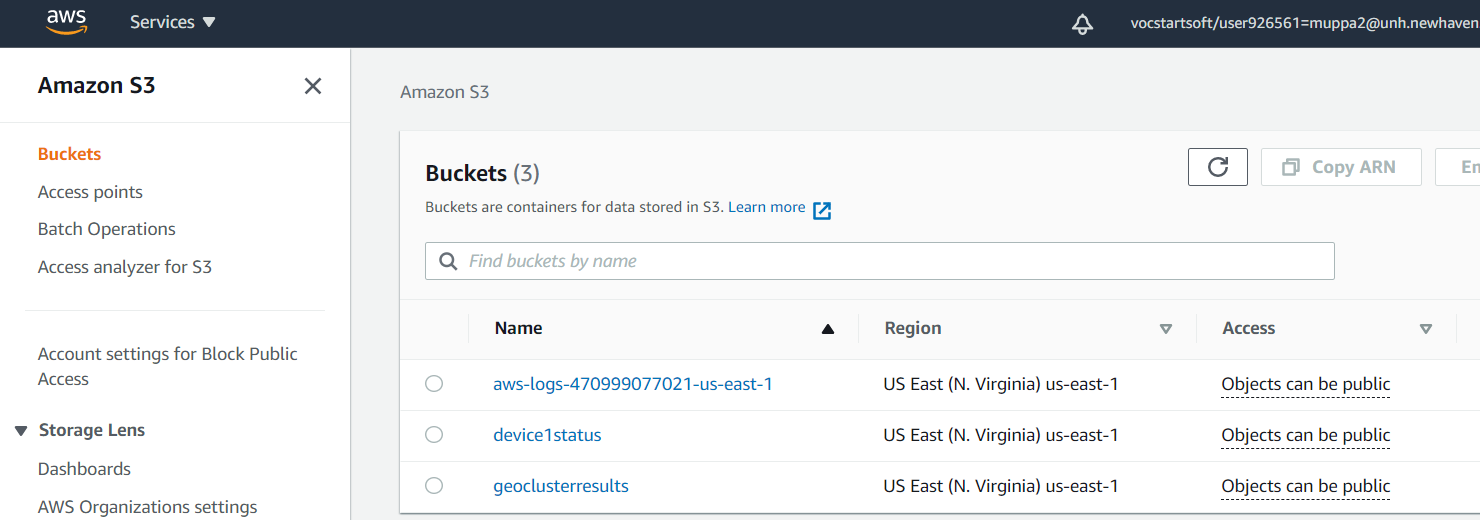 aws
Services
vocstartsoft/user926561=muppa2@unh.newhaven
Amazon S3
Buckets
Access points
Batch Operations
Access analyzer for S3
Account settings for Block Public
Access
Storage Lens
Dashboards
AWS Organizations settings
Amazon S3
Buckets (3)
Copy ARN
Em
Buckets are containers for data stored in S3. Learn more
Find buckets by name
Name Region Access
aws-logs-470999077021-us-east-1 US East (N. Virginia) us-east-1 Objects can be public
device1status US East (N. Virginia) us-east-1 Objects can be public
geoclusterresults US East (N. Virginia) us-east-1 Objects can be public